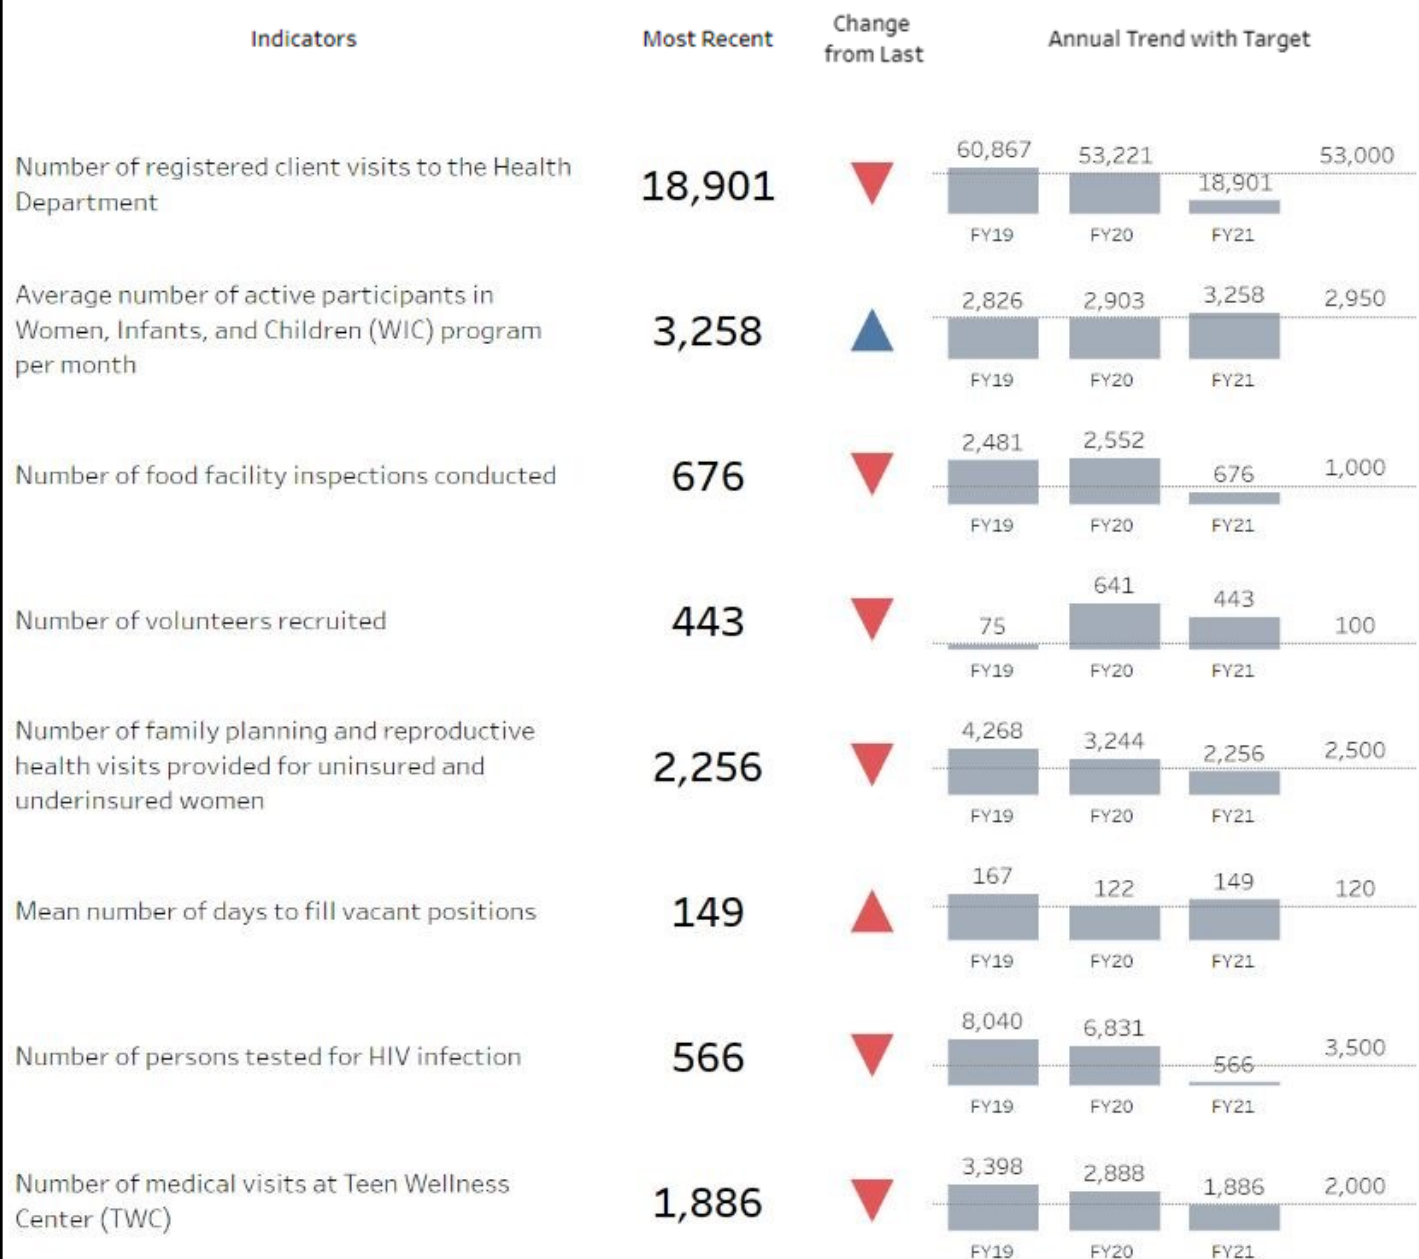 Indicators
Most Recent
Change
from Last
Annual Trend with Target
Number of registered client visits to the Health
Department
18,901
60,867
53,221
18,901
53,000
FY19
FY20
FY21
Average number of active participants in
Women, Infants, and Children (WIC) program
per month
3,258
2,826
2,903
3,258
2,950
FY19
FY20
FY21
Number of food facility inspections conducted
676
2,481
2,552
676
1,000
FY19
FY20
FY21
Number of volunteers recruited
443
75
641
443
100
FY19
FY20
FY21
Number of family planning and reproductive
health visits provided for uninsured and
underinsured women
2,256
4,268
3,244
2,256
2,500
FY19
FY20
FY21
Mean number of days to fill vacant positions
149
167
122
149
120
FY19
FY20
FY21
Number of persons tested for HIV infection
566
8,040
6,831
566
3,500
FY19
FY20
FY21
Number of medical visits at Teen Wellness
Center (TWC)
1,886
3,398
2,888
1,886
2,000
FY19
FY20
FY21